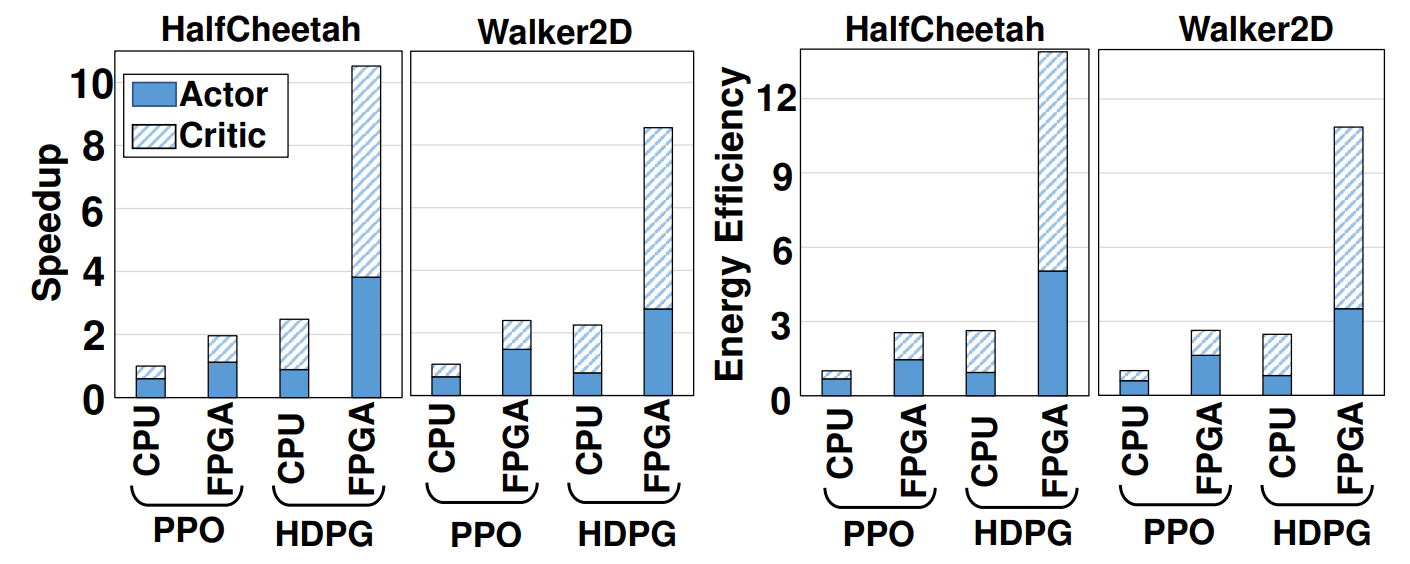 HalfCheetah
Walker2D
Speedup
10
8
6
4
2
0
Actor
Critic
CPU
FPGA
CPU
FPGA
CPU
FPGA
CPU
FPGA
PPO
HDPG
PPO
HDPG
HalfCheetah
Walker2D
Energy Efficiency
12
9
6
3
0
CPU
FPGA
CPU
FPGA
CPU
FPGA
CPU
FPGA
PPO
HDPG
PPO
HDPG